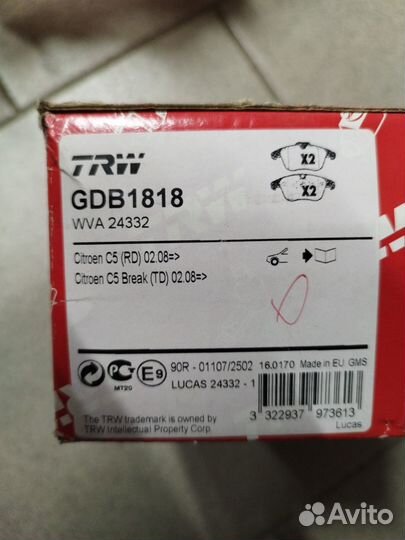 TRW
X2
X2
GDB1818
WVA 24332
Citroen C5 (RD) 02.08=>
Citroen C5 Break (TD) 02.08=>
90R - 01107/2502 16.0170 Made in EU GMS
MT20
E9
LUCAS 24332 - 1
The TRW trademark is owned by
TRW Intellectual Property Corp.
3 322937 973613
Lucas
Avito